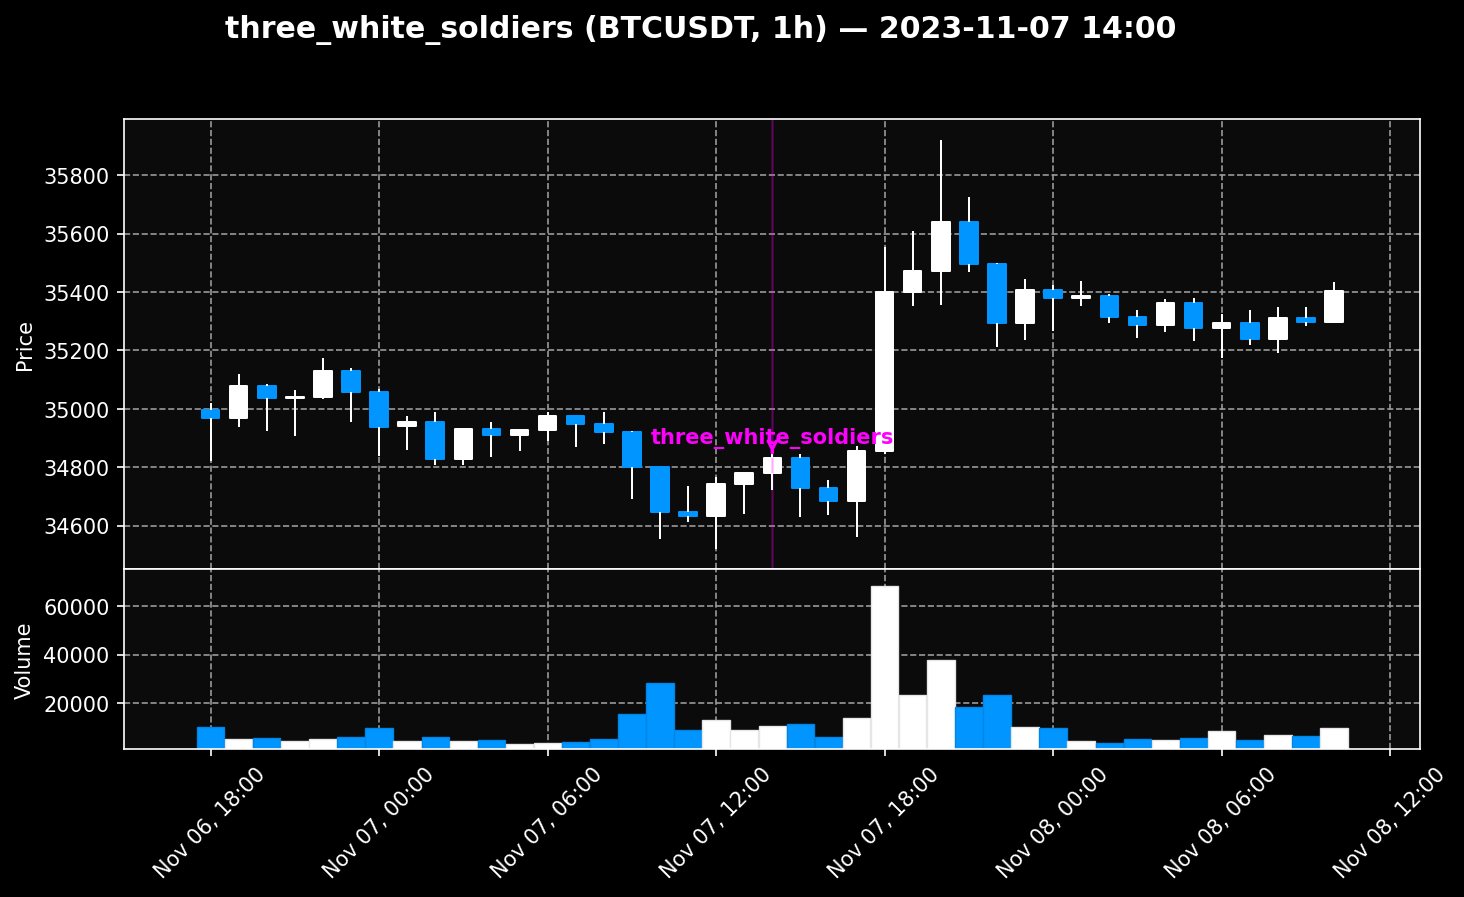 three_white_soldiers (BTCUSDT, 1h) — 2023-11-07 14:00
35800
35600
35400
35200
35000
34800
34600
Price
three_white_soldiers
60000
40000
20000
Volume
Nov 06, 18:00
Nov 07, 00:00
Nov 07, 06:00
Nov 07, 12:00
Nov 07, 18:00
Nov 08, 00:00
Nov 08, 06:00
Nov 08, 12:00